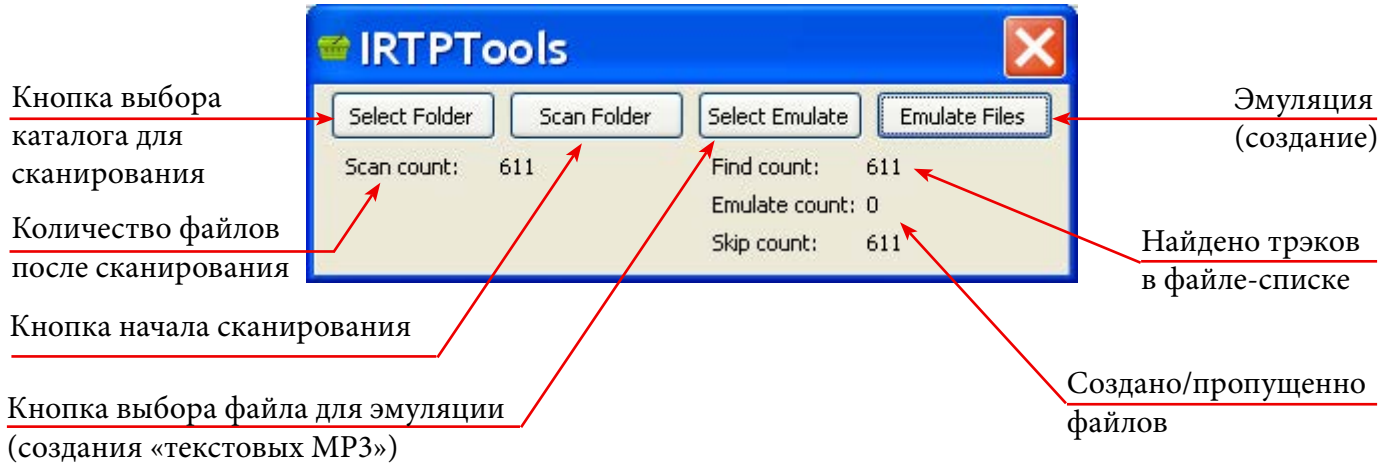 IRTPTools
Select Folder
Scan Folder
Select Emulate
Emulate Files
Scan count: 611
Find count: 611
Emulate count: 0
Skip count: 611
Кнопка выбора
каталога для
сканирования
Количество файлов
после сканирования
Кнопка начала сканирования
Кнопка выбора файла для эмуляции
(создания «текстовых MP3»)
Эмуляция
(создание)
Найдено трэков
в файле-списке
Создано/пропущенно
файлов